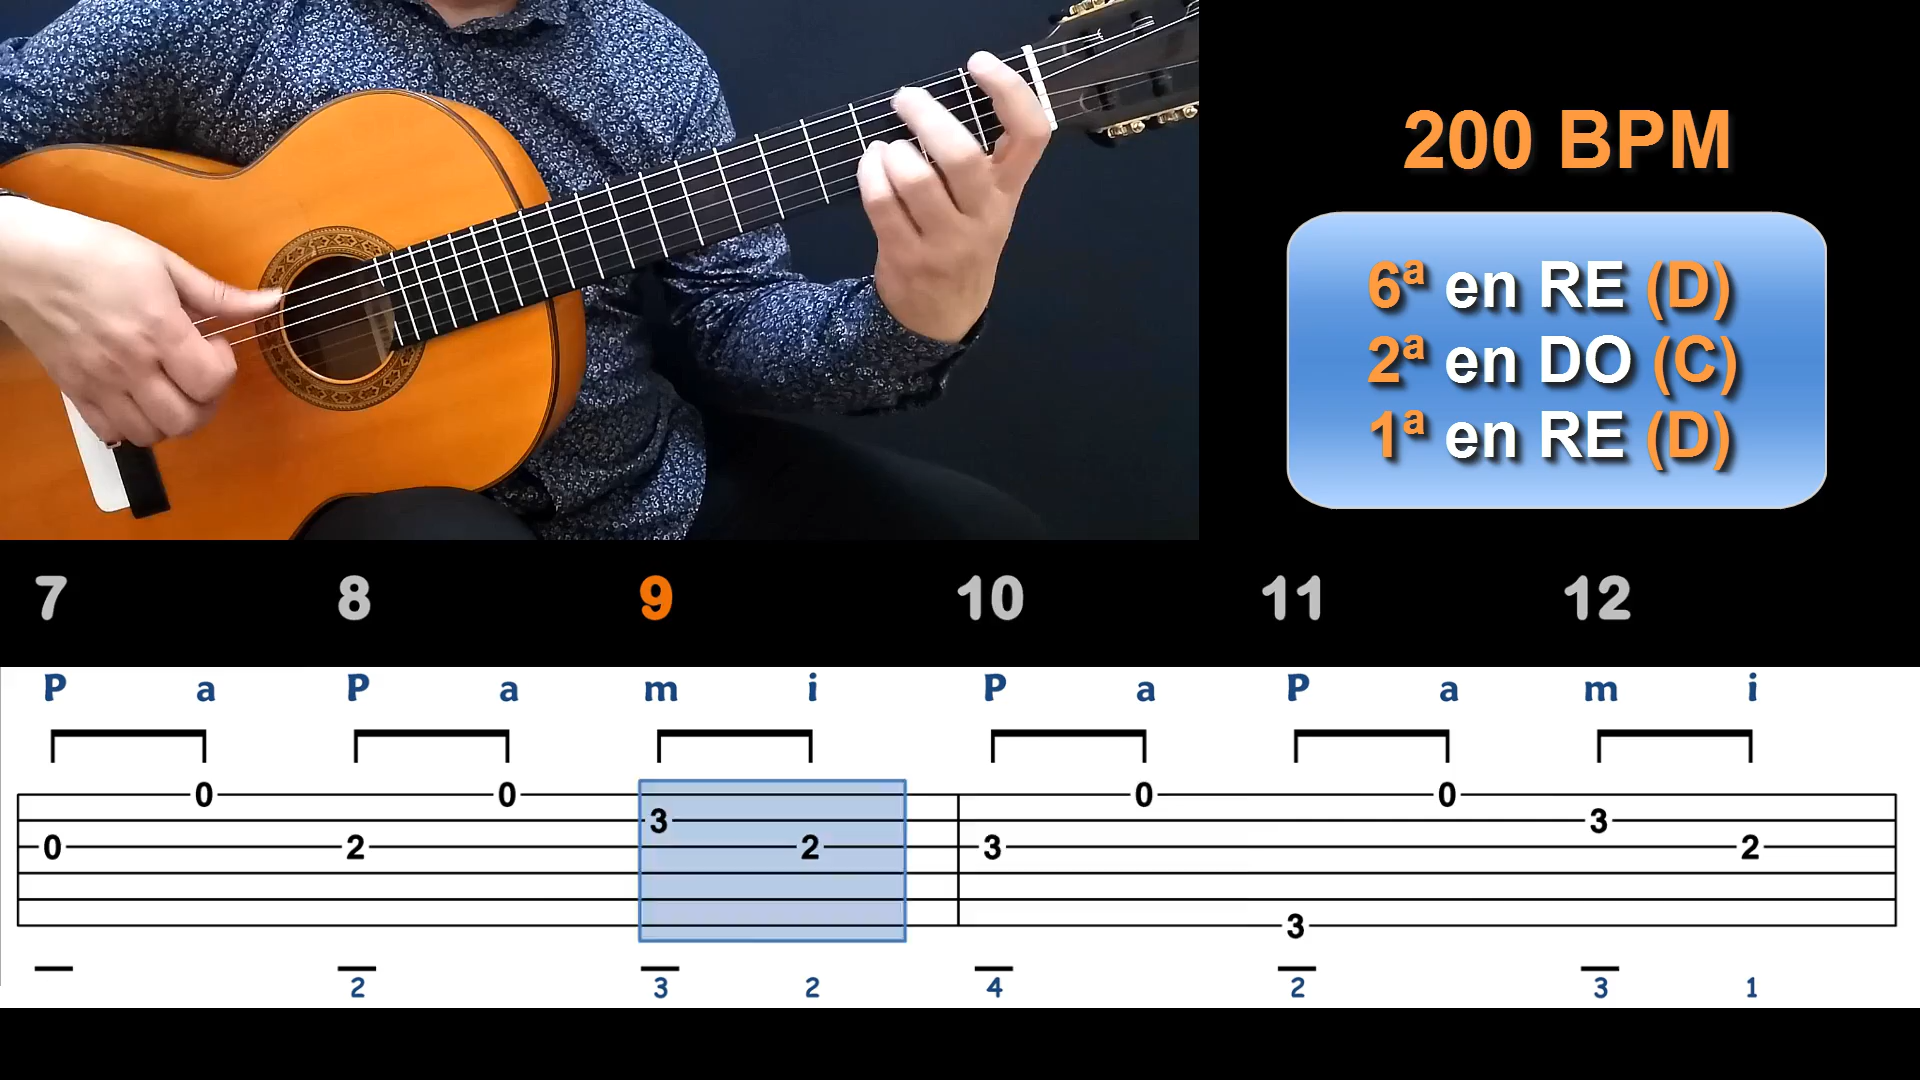 200 BPM
6ª en RE (D)
2ª en DO (C)
1ª en RE (D)
7 8 9 10 11 12
P a P a m i P a P a m i
0 0 0 0
3 3
0 2 2 3 2
3
2 3 2 4 2 3 1